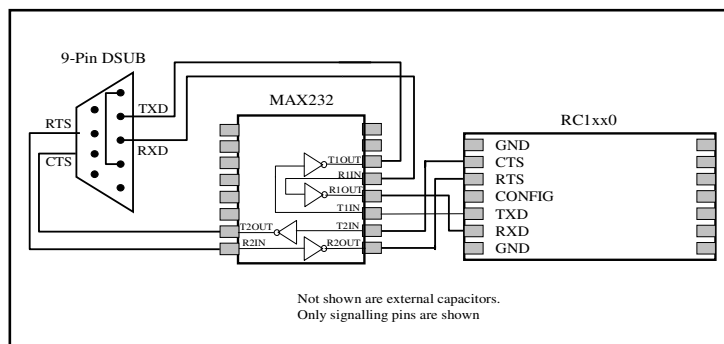 9-Pin DSUB
TXD
RTS
CTS
RXD
MAX232
T1OUT
R1IN
R1OUT
T1IN
T2OUT
T2IN
R2IN
R2OUT
RC1xx0
GND
CTS
RTS
CONFIG
TXD
RXD
GND
Not shown are external capacitors.
Only signalling pins are shown